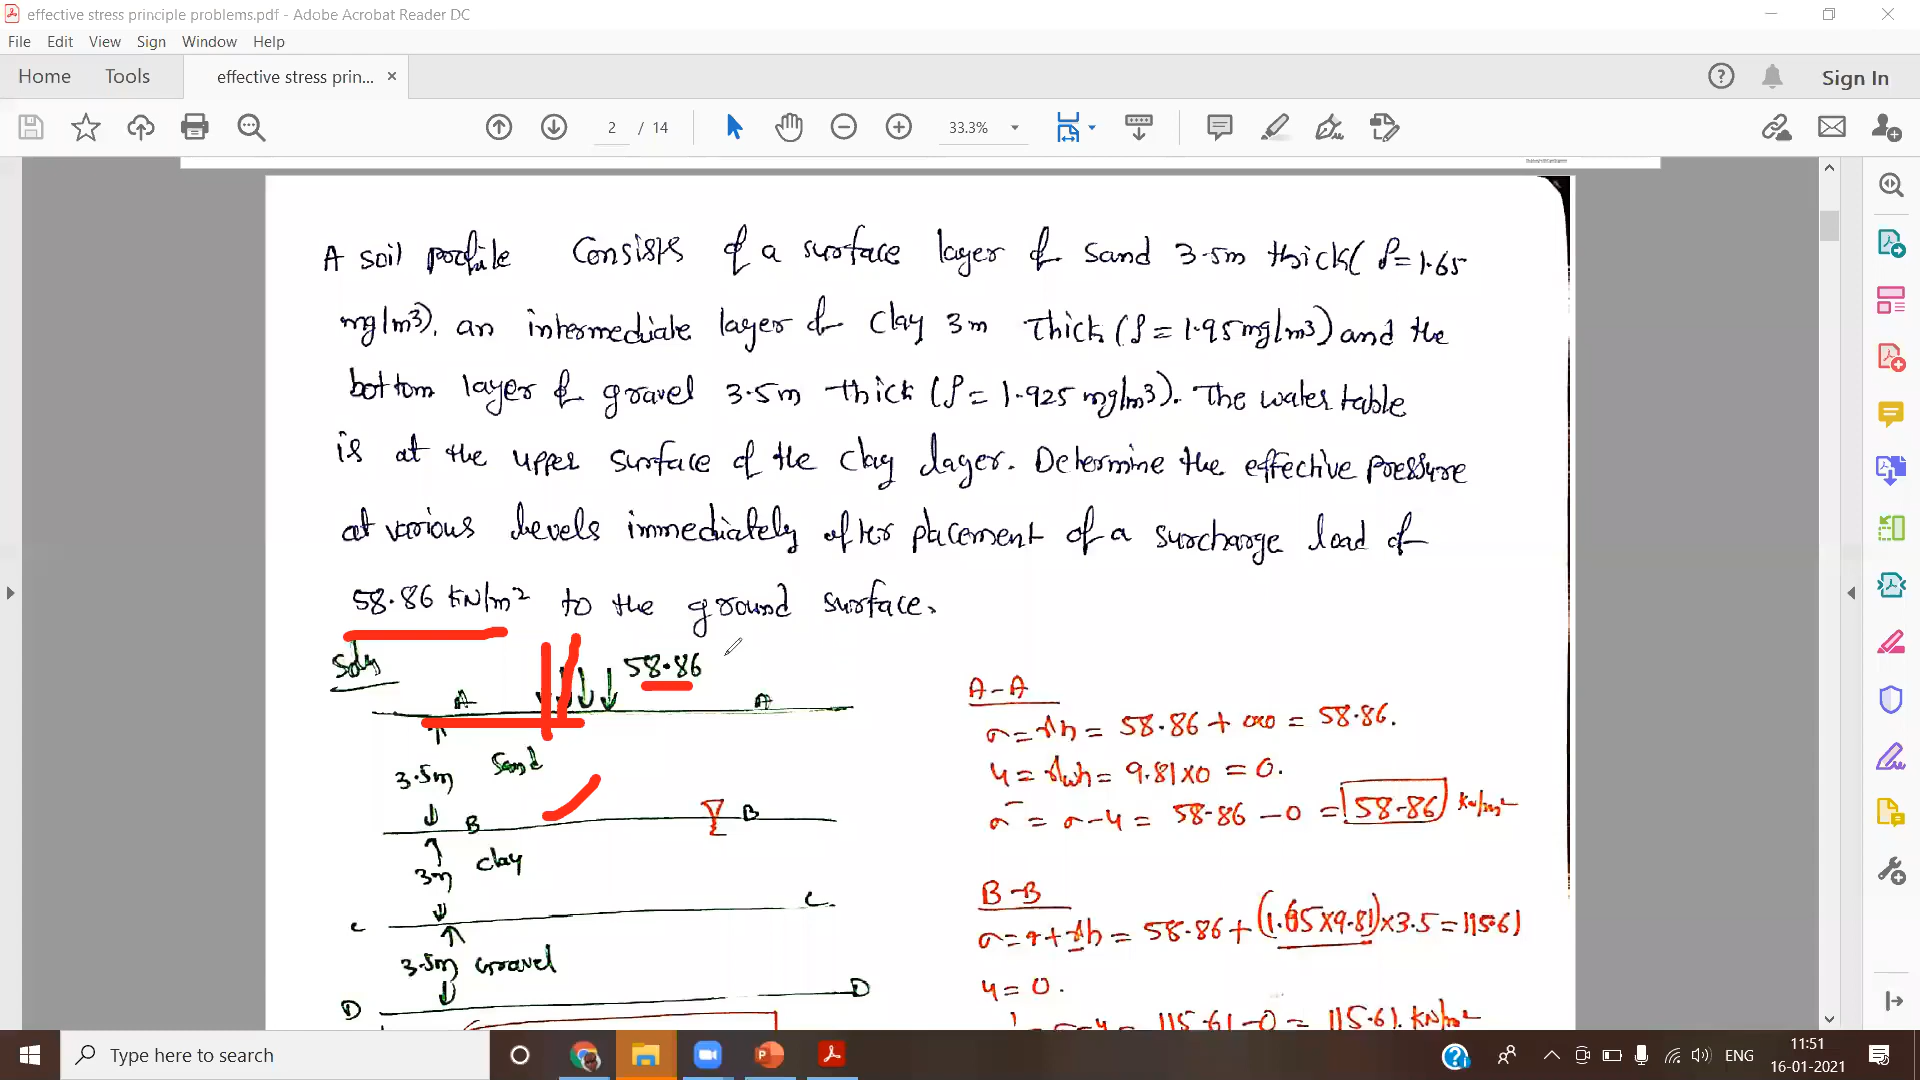 effective stress principle problems.pdf - Adobe Acrobat Reader DC
File Edit View Sign Window Help
Home Tools effective stress prin... × Sign In
2 / 14 33.3%
A soil profile Consists of a surface layer of sand 3.5m thick( ρ=1.65
mg/m3), an intermediate layer of clay 3m Thick (ρ= 1.95mg/m3) and the
bottom layer of gravel 3.5m thick (ρ= 1.925 mg/m3). The water table
is at the upper surface of the clay layer. Determine the effective pressure
at various levels immediately after placement of a surcharge load of
58.86 KN/m2 to the ground surface.
Soln 58.86
A A
3.5m Sand
B B
3m clay
C C
3.5m Gravel
D D
A-A
σ = γh = 58.86 + 0x0 = 58.86.
u = γwh = 9.81x0 = 0.
σ̄ = σ-u = 58.86 - 0 = 58.86 KN/m2
B-B
σ = q + γh = 58.86 + (1.65x9.81)x3.5 = 115.61
u = 0.
σ-u = 115.61-0 = 115.61 KN/m2
Type here to search
ENG
11:51
16-01-2021